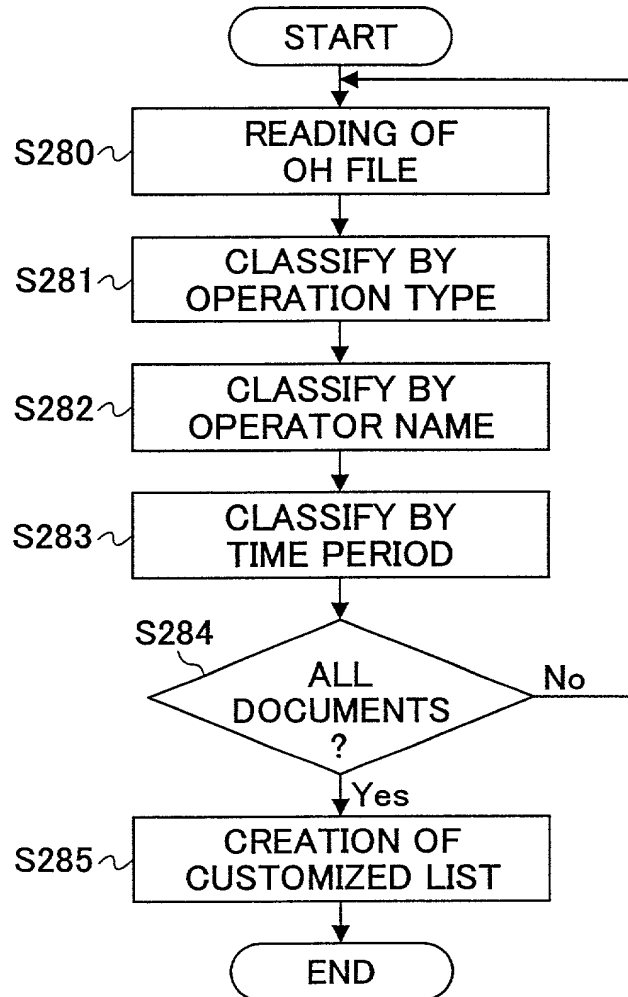 START
S280
READING OF
OH FILE
S281
CLASSIFY BY
OPERATION TYPE
S282
CLASSIFY BY
OPERATOR NAME
S283
CLASSIFY BY
TIME PERIOD
S284
ALL
DOCUMENTS
?
No
Yes
S285
CREATION OF
CUSTOMIZED LIST
END